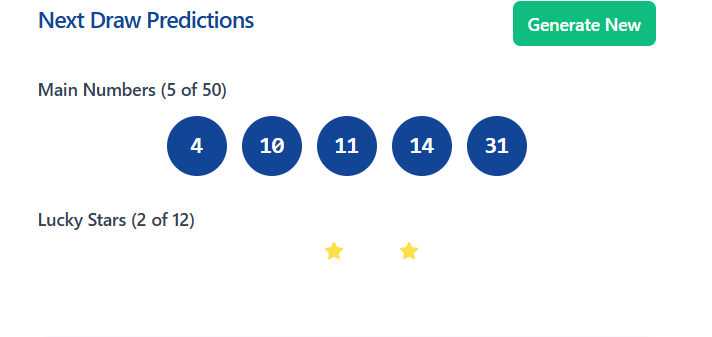 Next Draw Predictions
Generate New
Main Numbers (5 of 50)
4 10 11 14 31
Lucky Stars (2 of 12)